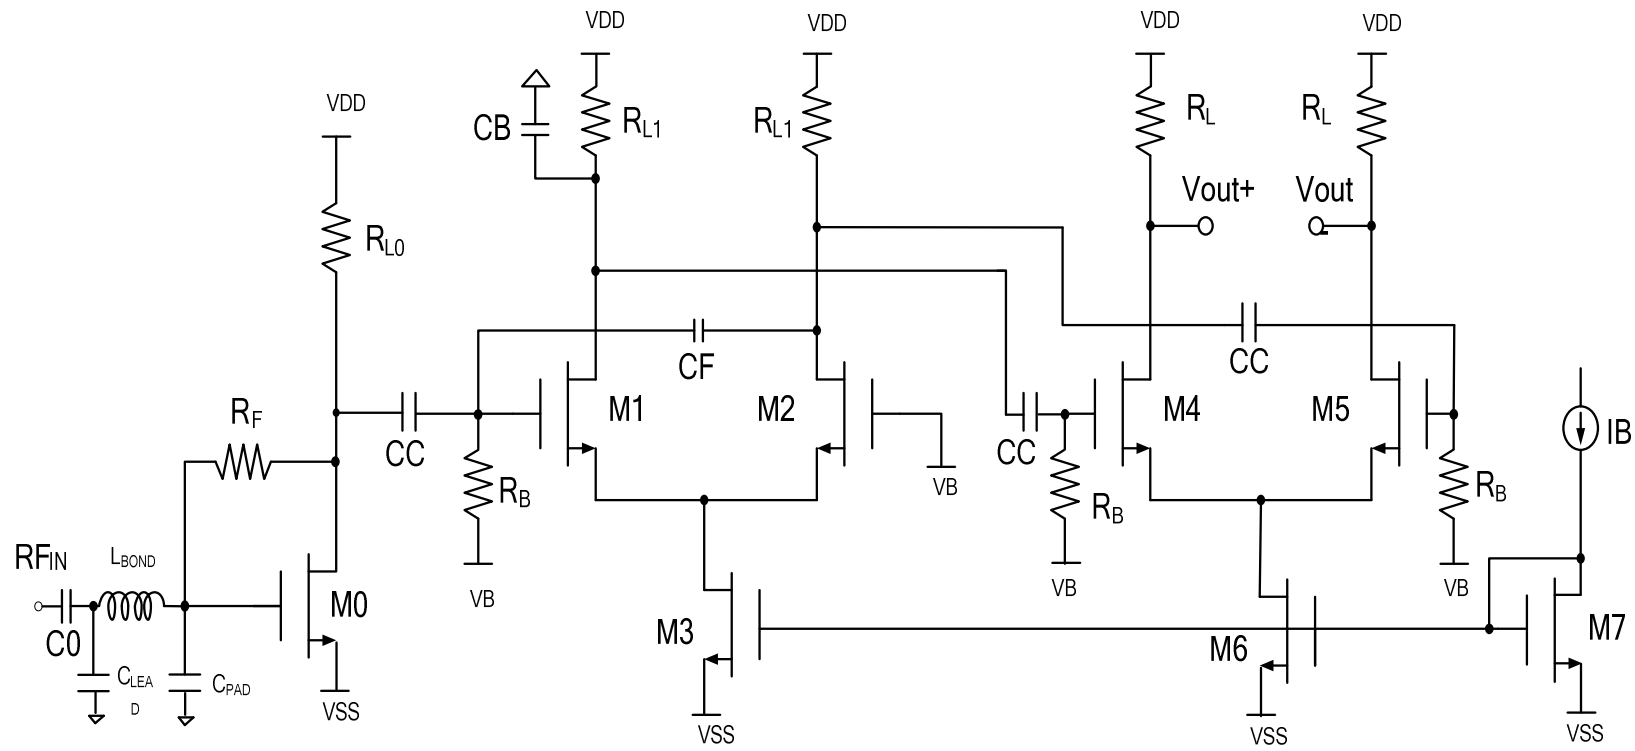 VDD
VDD
VDD
VDD
VDD
CB
RL1
RL1
RL
RL
Vout+
Vout
-
RL0
CF
CC
RF
CC
M1
M2
CC
M4
M5
IB
RB
VB
RB
RB
RFIN
LBOND
M0
VB
VB
VB
C0
M3
M6
M7
CLEA
D
CPAD
VSS
VSS
VSS
VSS